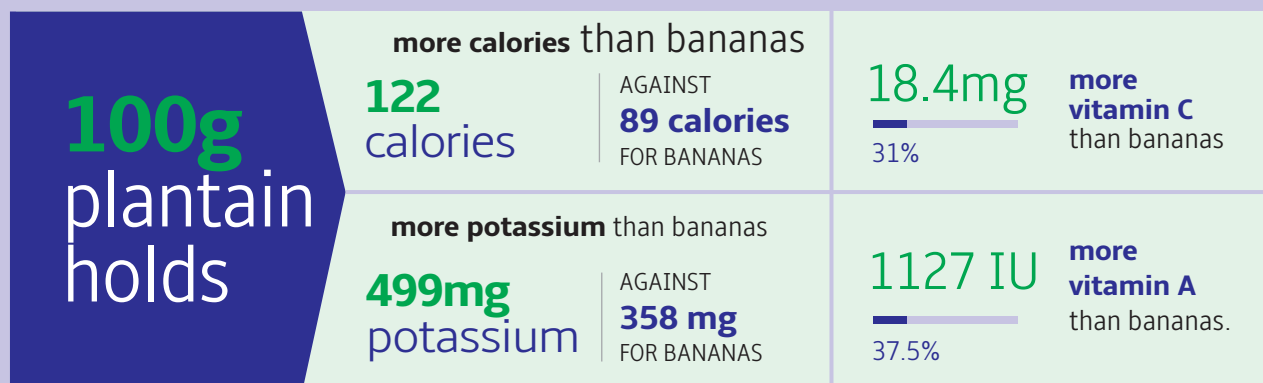 100g
plantain
holds
more calories than bananas
122
calories
AGAINST
89 calories
FOR BANANAS
18.4mg
31%
more
vitamin C
than bananas
more potassium than bananas
499mg
potassium
AGAINST
358 mg
FOR BANANAS
1127 IU
37.5%
more
vitamin A
than bananas.